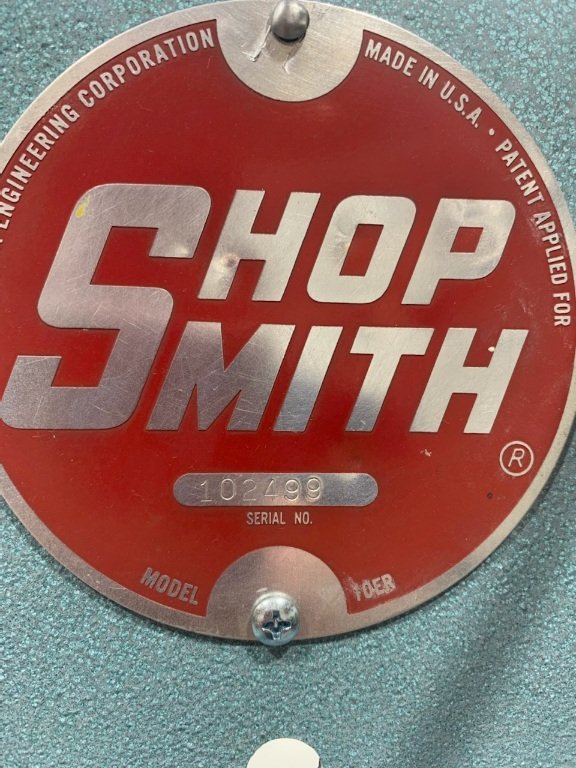 ENGINEERING CORPORATION
MADE IN U.S.A. • PATENT APPLIED FOR
SHOP
SMITH
®
102499
SERIAL NO.
MODEL 10ER